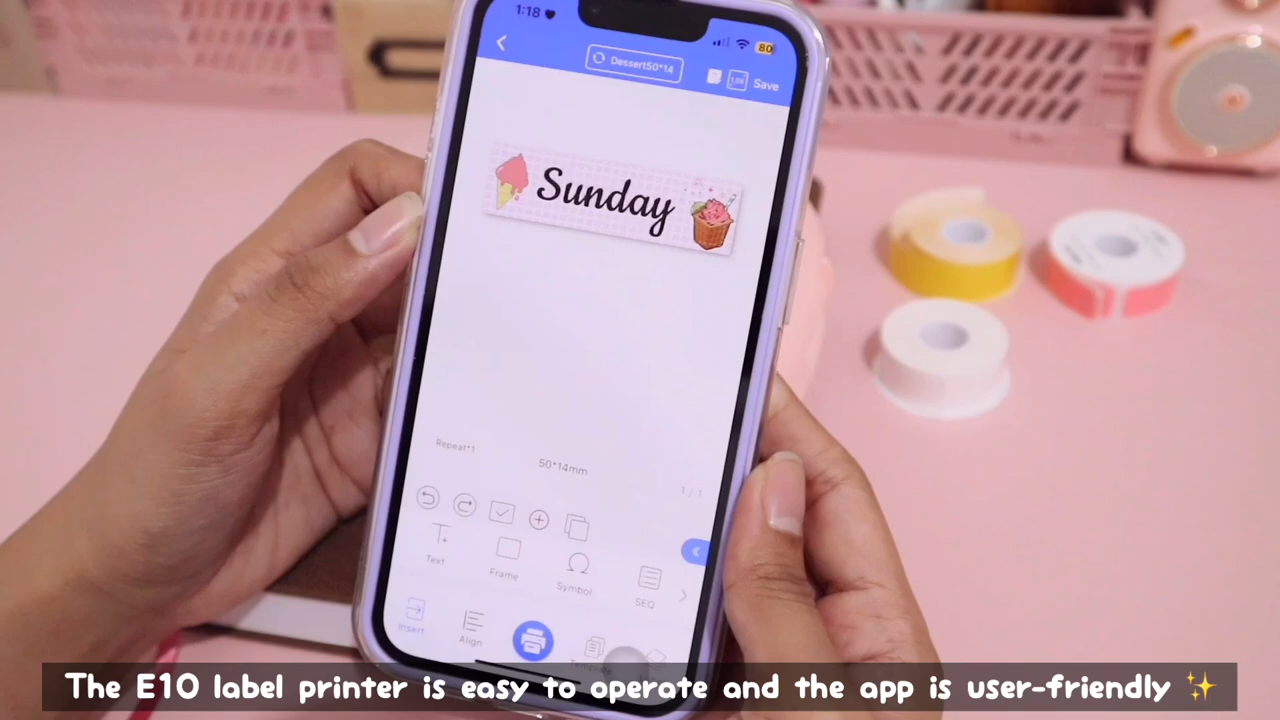 1:18
80
Dessert50*14
Save
Sunday
Repeat*1
50*14mm
1 / 1
Text
Frame
Symbol
SEQ
Insert
Align
The E10 label printer is easy to operate and the app is user-friendly ✨